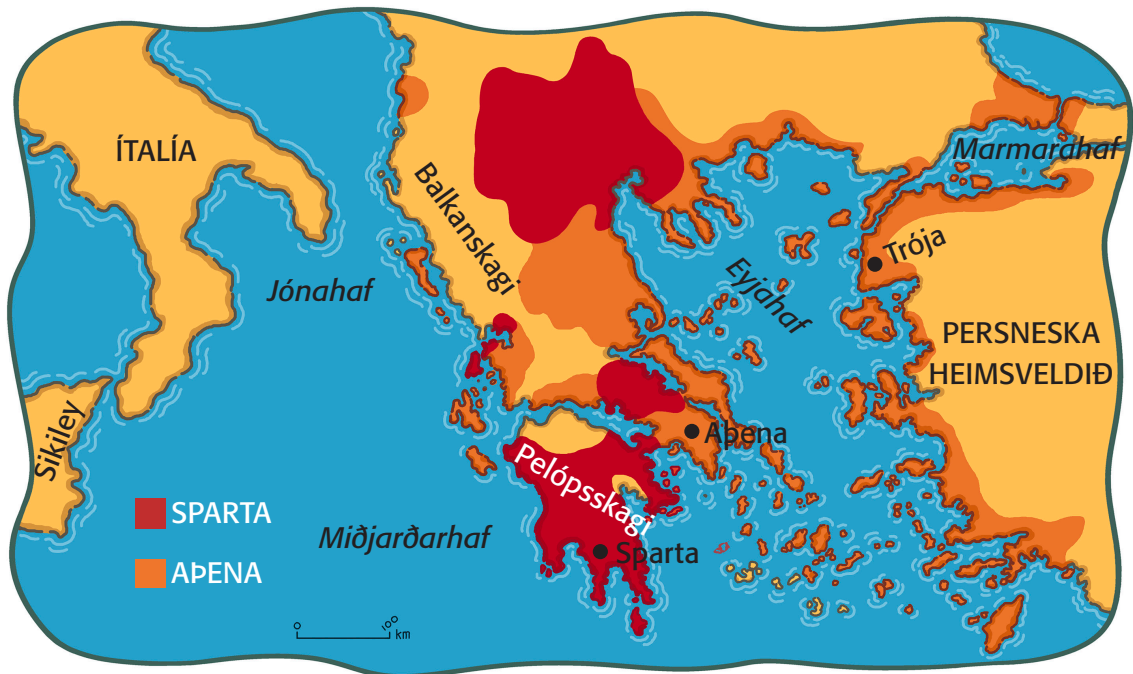 ÍTALÍA
Marmarahaf
Balkanskagi
Trója
Jónahaf
Eyjahaf
PERSNESKA
HEIMSVELDIÐ
Sikiley
Aþena
Pelópsskagi
SPARTA
Miðjarðarhaf
Sparta
AÞENA
0 100
km